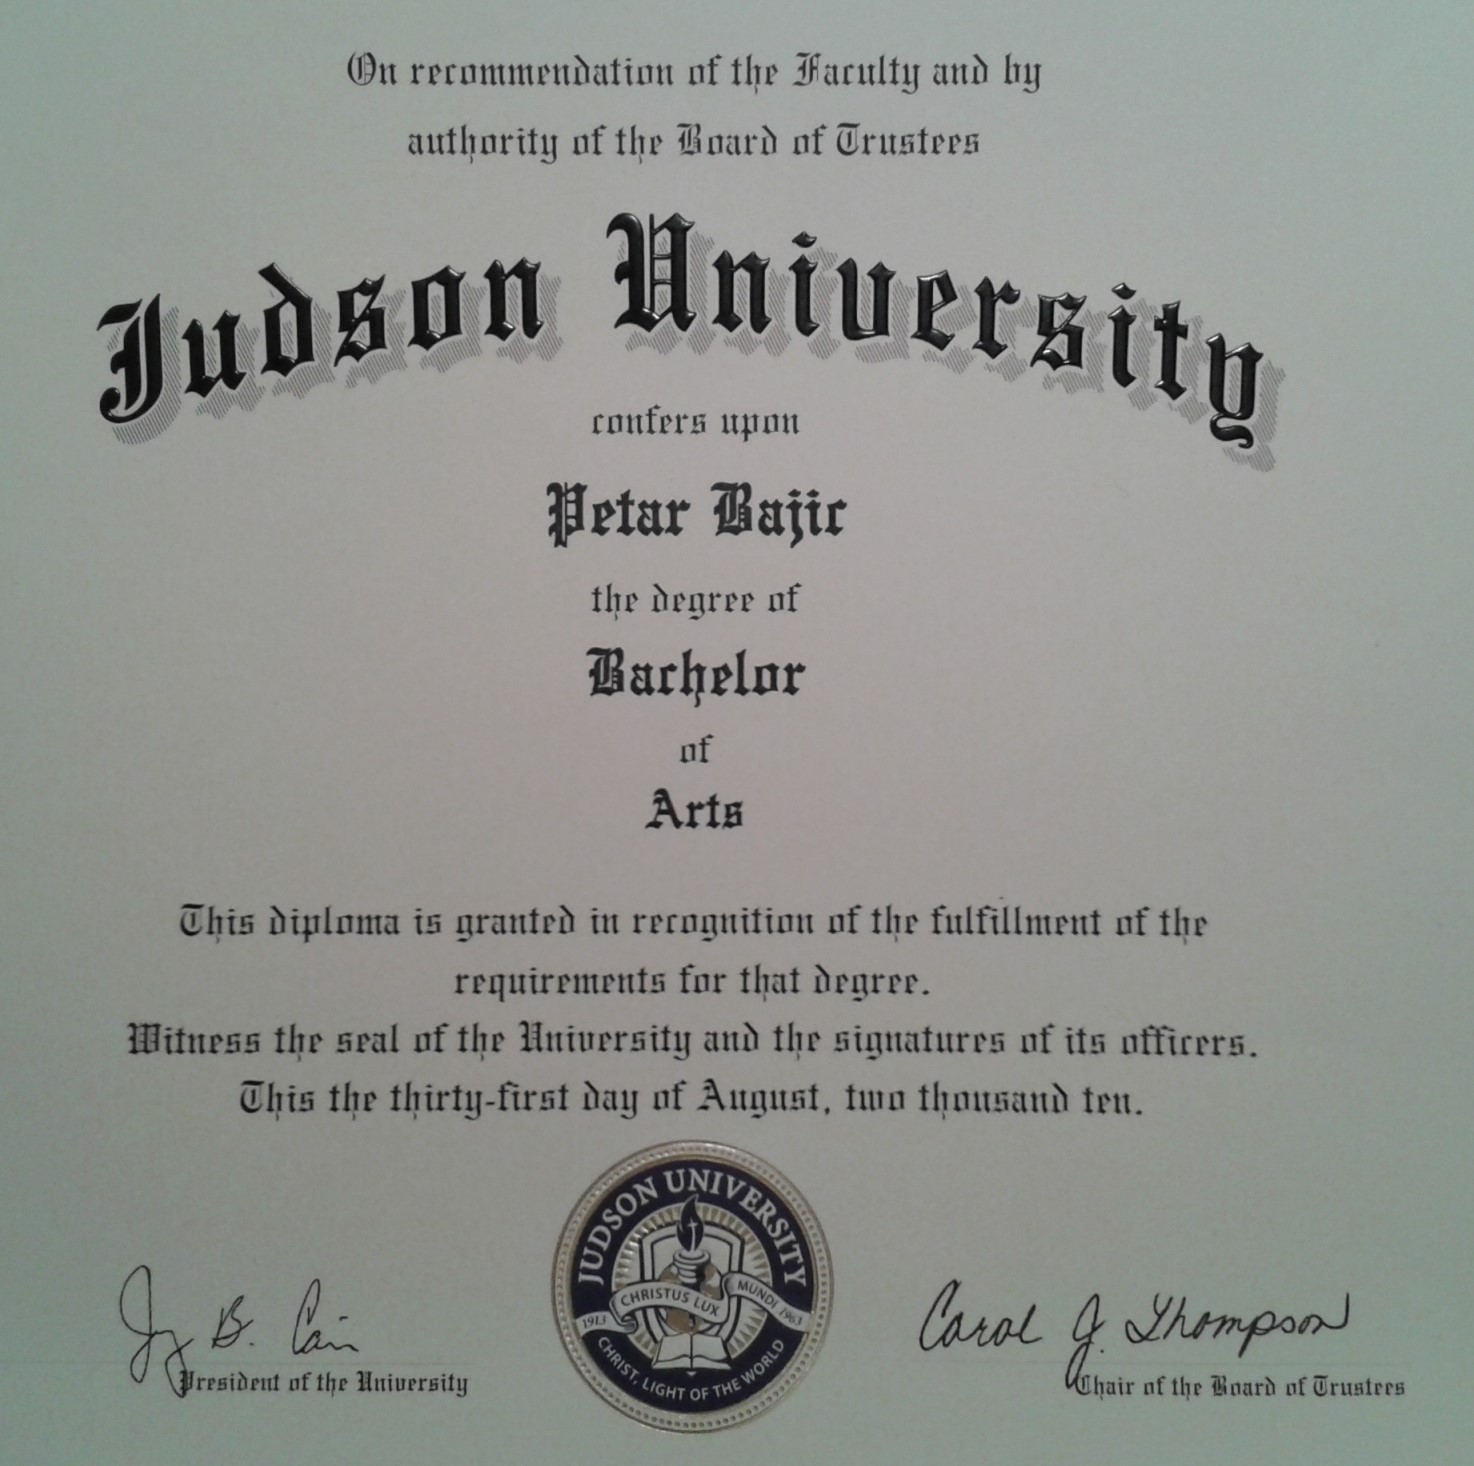 On recommendation of the Faculty and by
authority of the Board of Trustees
Judson University
confers upon
Petar Bajic
the degree of
Bachelor
of
Arts
This diploma is granted in recognition of the fulfillment of the
requirements for that degree.
Witness the seal of the University and the signatures of its officers.
This the thirty-first day of August, two thousand ten.
JUDSON UNIVERSITY
CHRISTUS LUX MUNDI
1913 1963
CHRIST, LIGHT OF THE WORLD
Jerry B. Cain
President of the University
Carol J. Thompson
Chair of the Board of Trustees